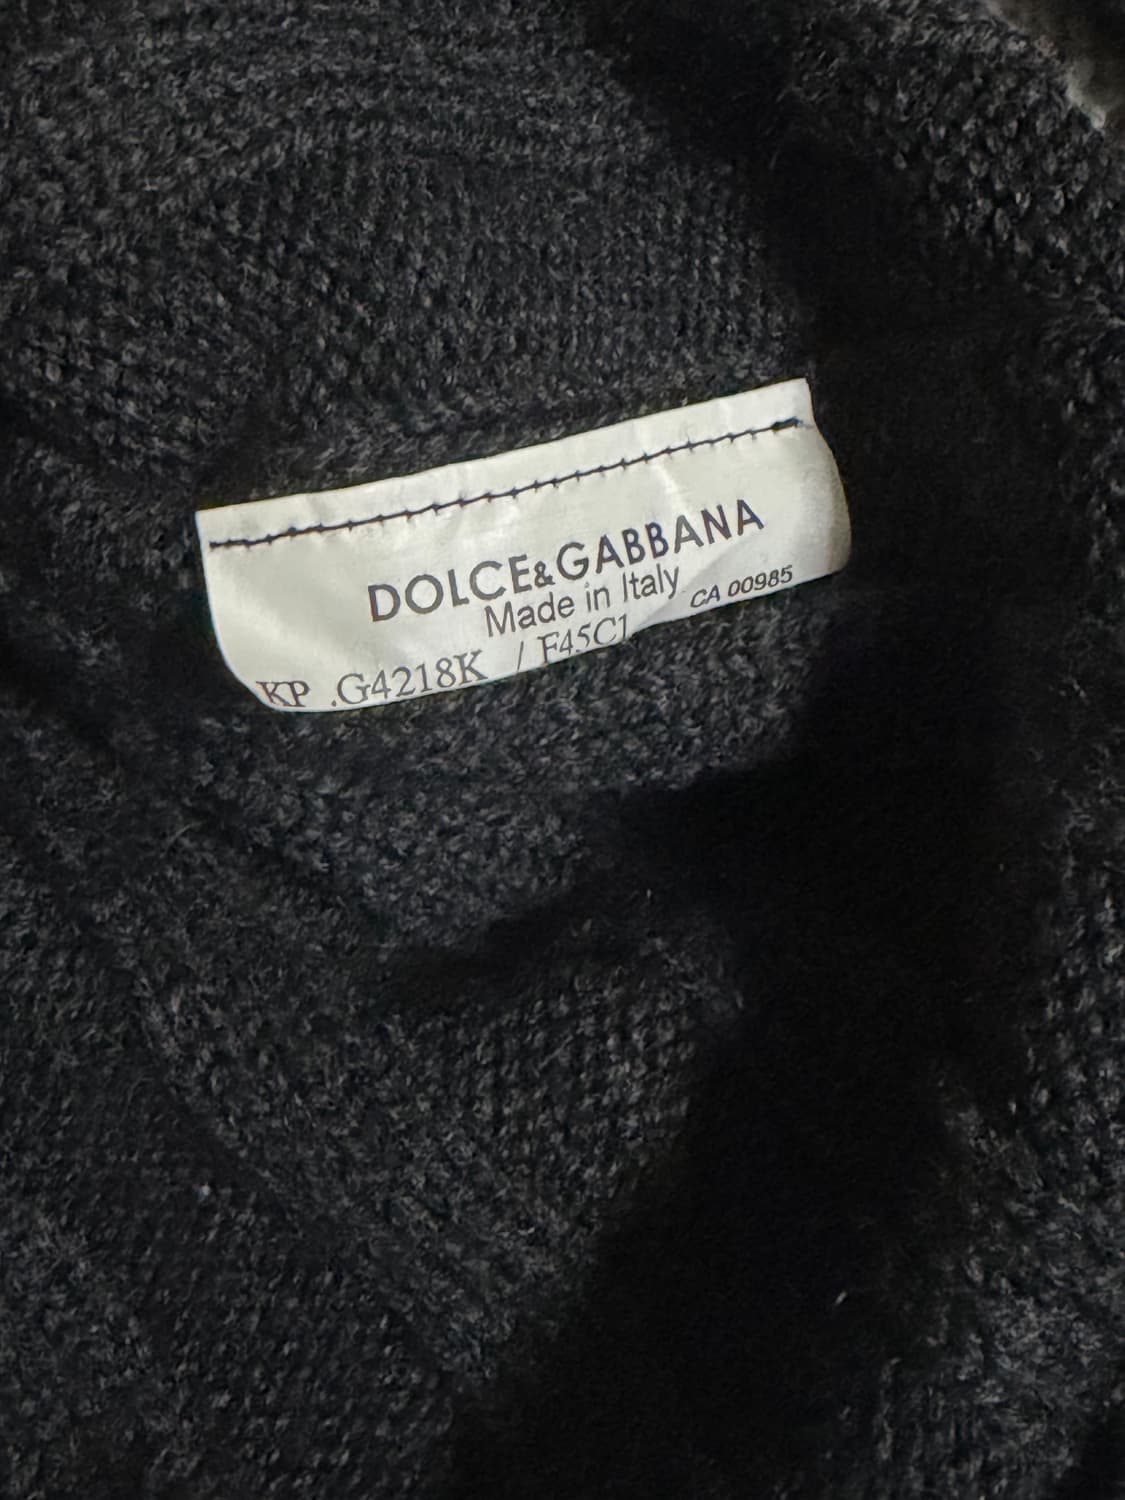 DOLCE&GABBANA
Made in Italy
CA 00985
KP .G4218K / F45C1